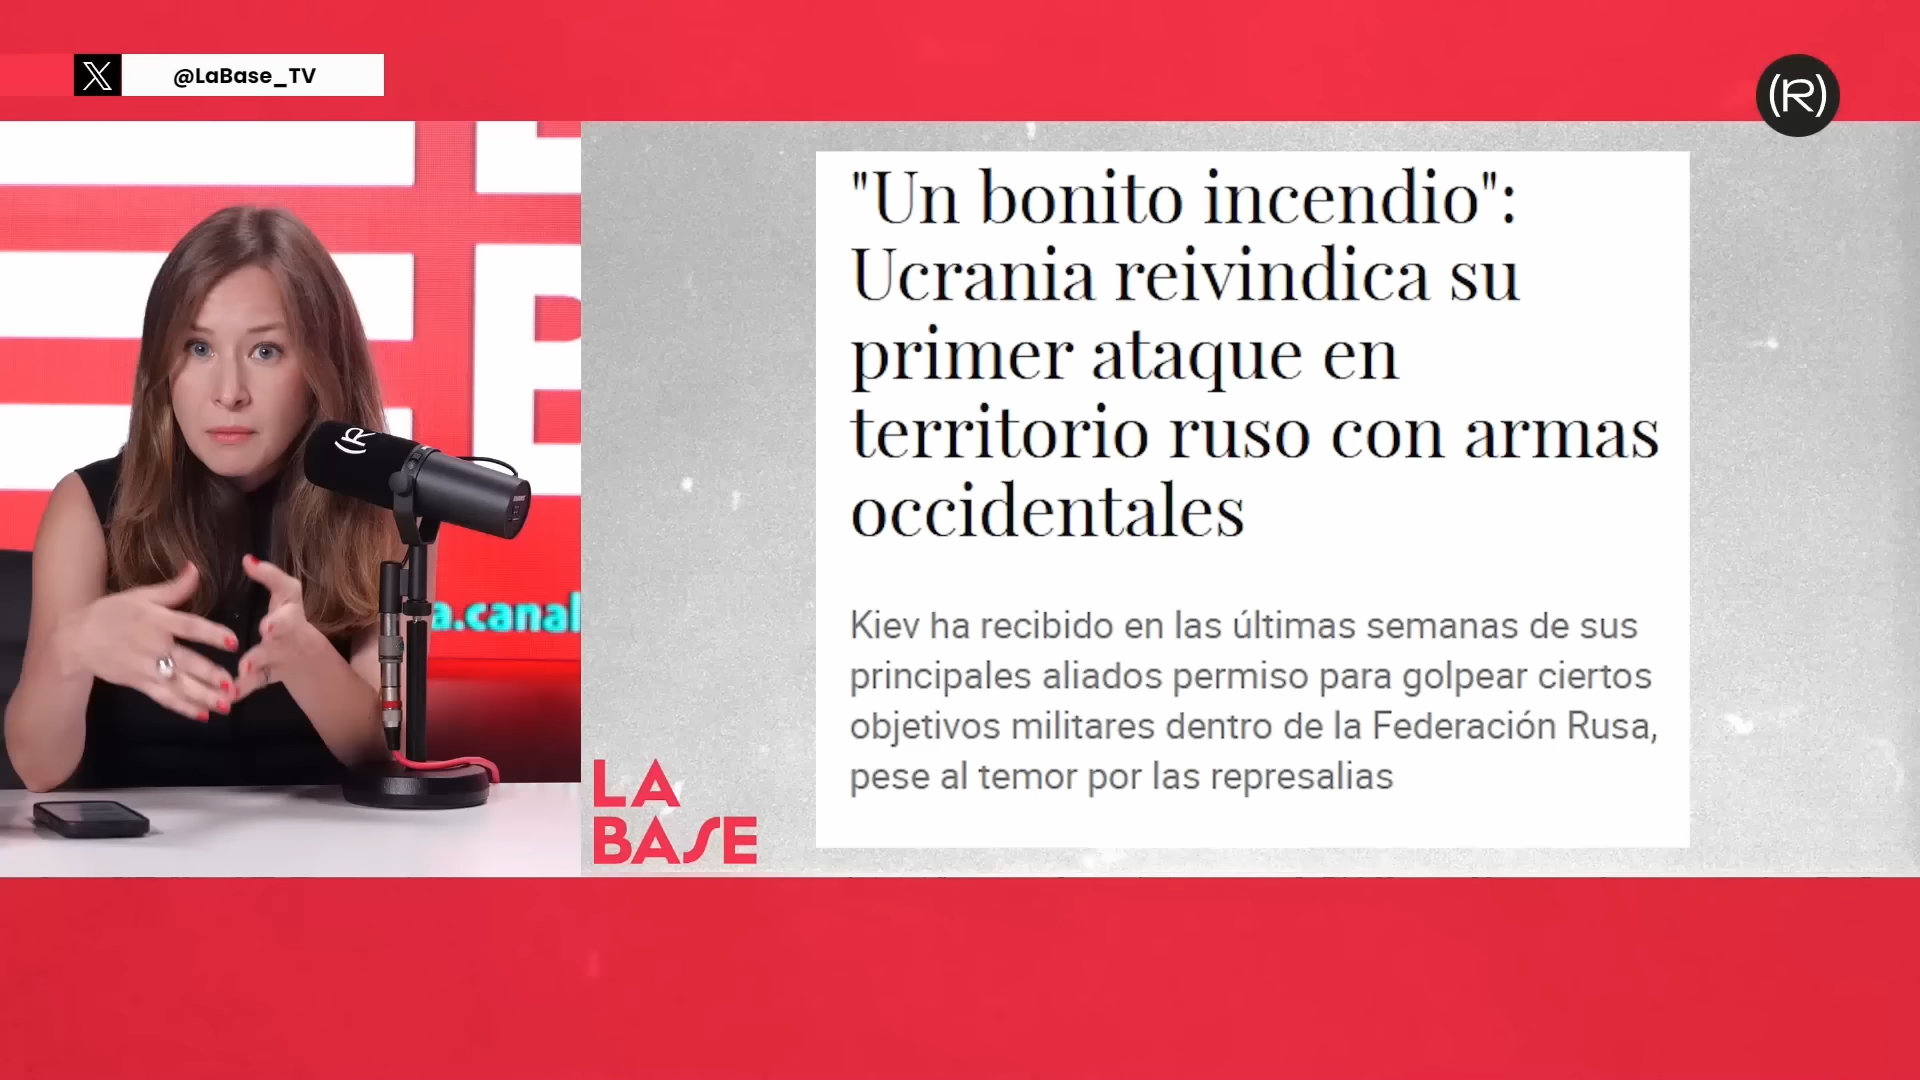 @LaBase_TV
(R)
"Un bonito incendio":
Ucrania reivindica su
primer ataque en
territorio ruso con armas
occidentales
Kiev ha recibido en las últimas semanas de sus
principales aliados permiso para golpear ciertos
objetivos militares dentro de la Federación Rusa,
pese al temor por las represalias
(R
a.canal
LA
BASE